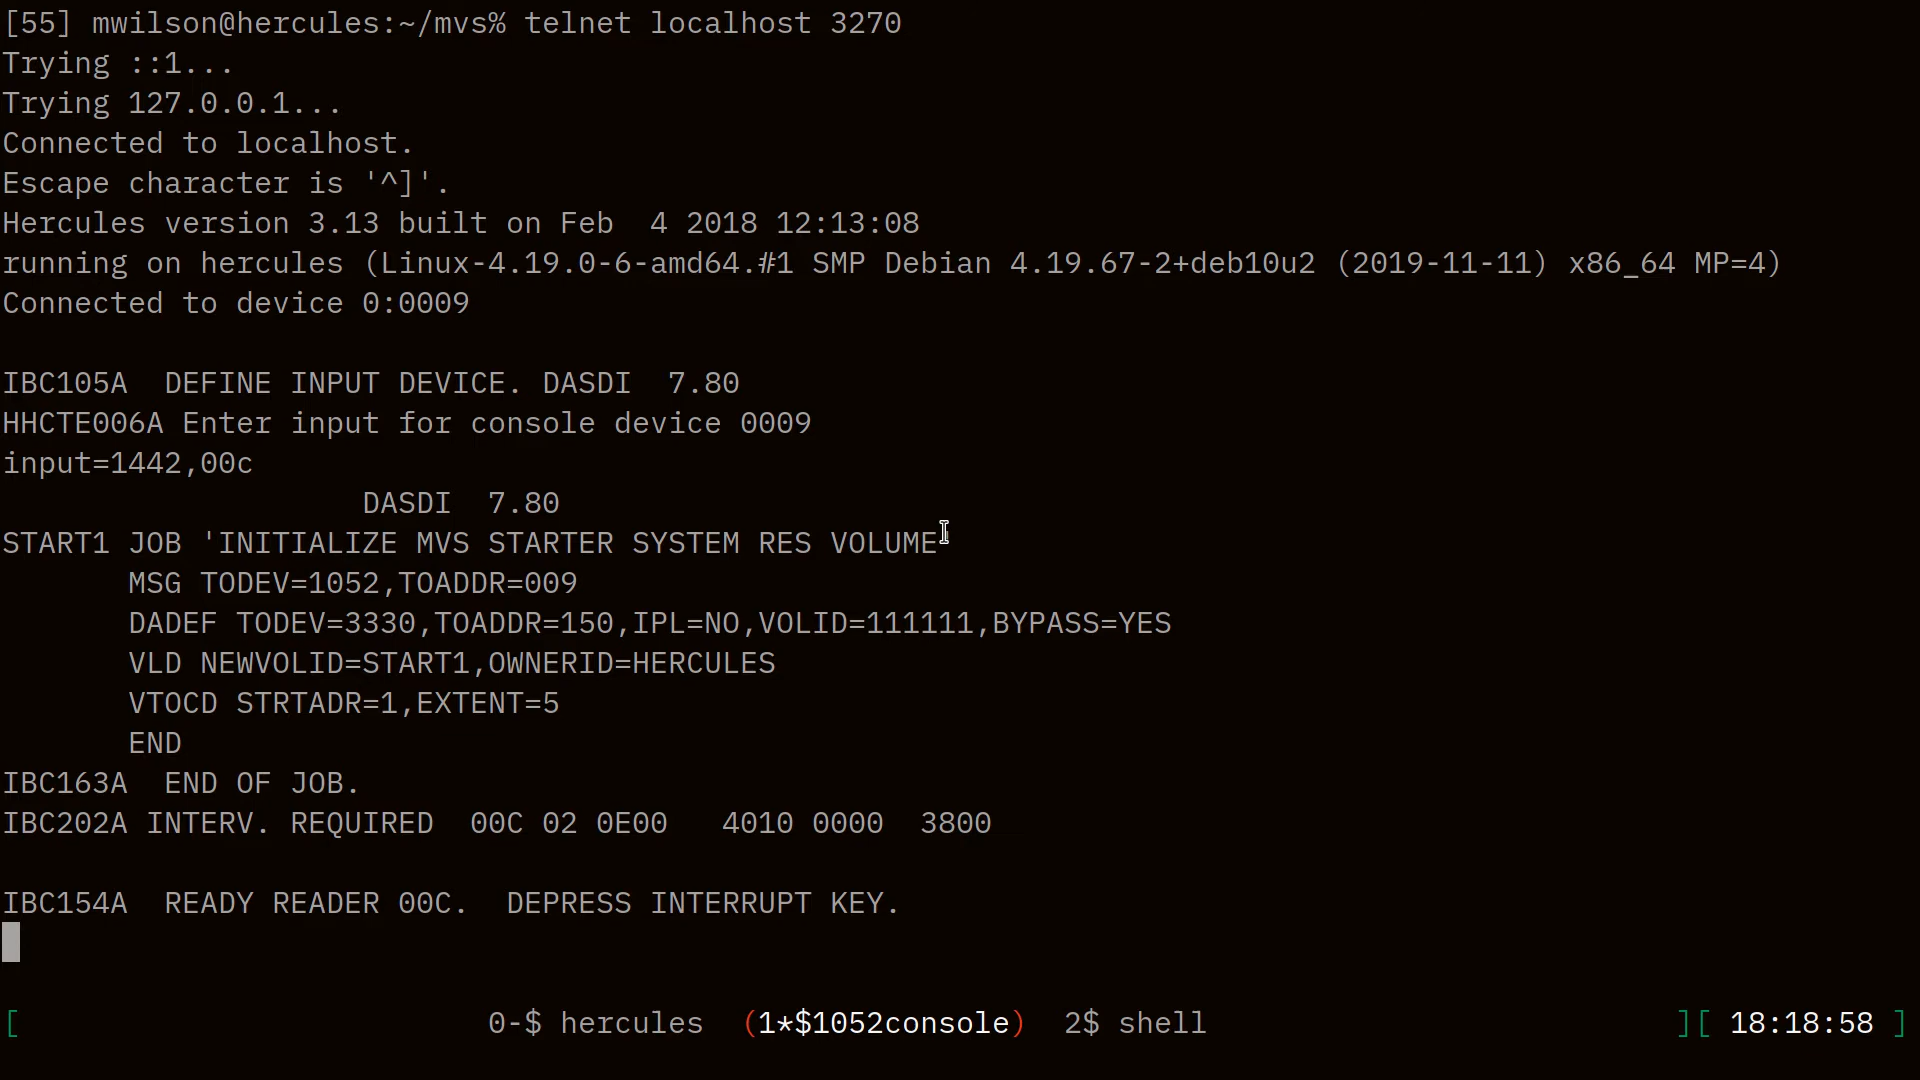 [55] mwilson@hercules:~/mvs% telnet localhost 3270
Trying ::1...
Trying 127.0.0.1...
Connected to localhost.
Escape character is '^]'.
Hercules version 3.13 built on Feb  4 2018 12:13:08
running on hercules (Linux-4.19.0-6-amd64.#1 SMP Debian 4.19.67-2+deb10u2 (2019-11-11) x86_64 MP=4)
Connected to device 0:0009
IBC105A  DEFINE INPUT DEVICE. DASDI  7.80
HHCTE006A Enter input for console device 0009
input=1442,00c
                    DASDI  7.80
START1 JOB 'INITIALIZE MVS STARTER SYSTEM RES VOLUME
       MSG TODEV=1052,TOADDR=009
       DADEF TODEV=3330,TOADDR=150,IPL=NO,VOLID=111111,BYPASS=YES
       VLD NEWVOLID=START1,OWNERID=HERCULES
       VTOCD STRTADR=1,EXTENT=5
       END
IBC163A  END OF JOB.
IBC202A INTERV. REQUIRED  00C 02 0E00   4010 0000  3800
IBC154A  READY READER 00C.  DEPRESS INTERRUPT KEY.
[                          0-$ hercules  (1*$1052console)  2$ shell                          ][ 18:18:58 ]